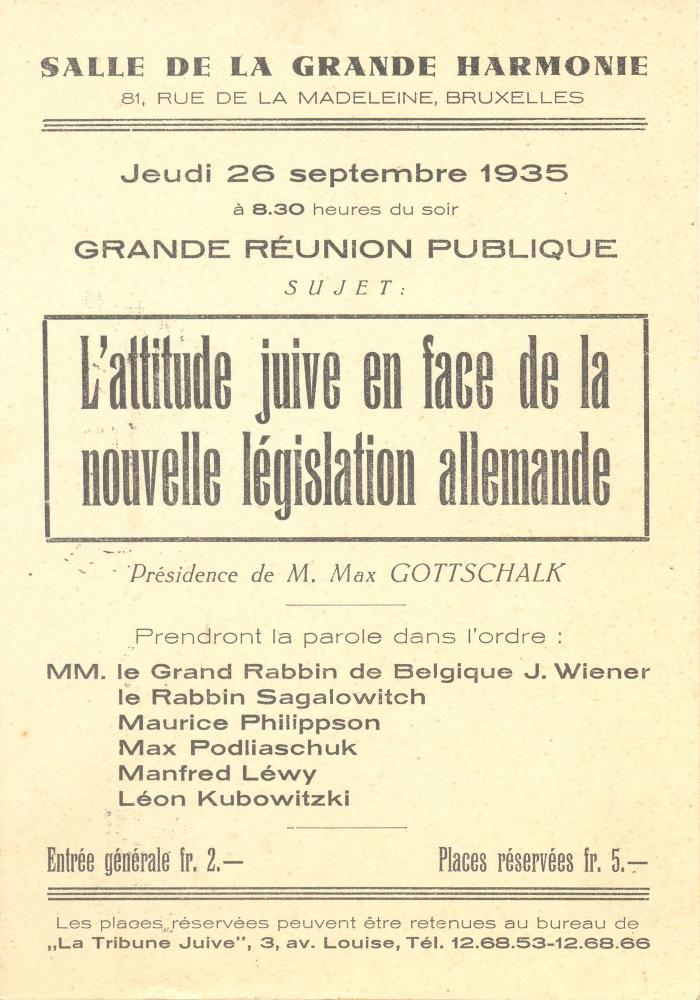 SALLE DE LA GRANDE HARMONIE
81, RUE DE LA MADELEINE, BRUXELLES
Jeudi 26 septembre 1935
à 8.30 heures du soir
GRANDE RÉUNION PUBLIQUE
SUJET:
L'attitude juive en face de la
nouvelle législation allemande
Présidence de M. Max GOTTSCHALK
Prendront la parole dans l'ordre :
MM. le Grand Rabbin de Belgique J. Wiener
le Rabbin Sagalowitch
Maurice Philippson
Max Podliaschuk
Manfred Léwy
Léon Kubowitzki
Entrée générale fr. 2.— Places réservées fr. 5.—
Les places réservées peuvent être retenues au bureau de
„La Tribune Juive", 3, av. Louise, Tél. 12.68.53-12.68.66